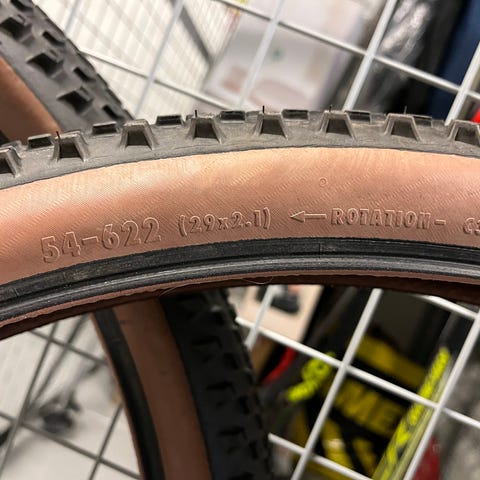 54-622 (29x2.1) ← ROTATION -